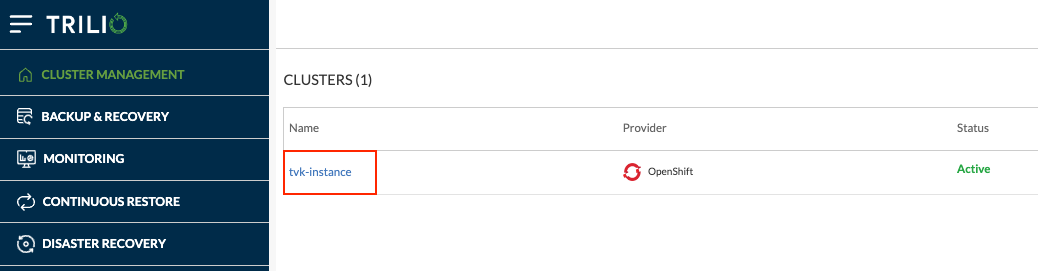 TRILIO
CLUSTER MANAGEMENT
BACKUP & RECOVERY
MONITORING
CONTINUOUS RESTORE
DISASTER RECOVERY
CLUSTERS (1)
Name Provider Status
tvk-instance OpenShift Active